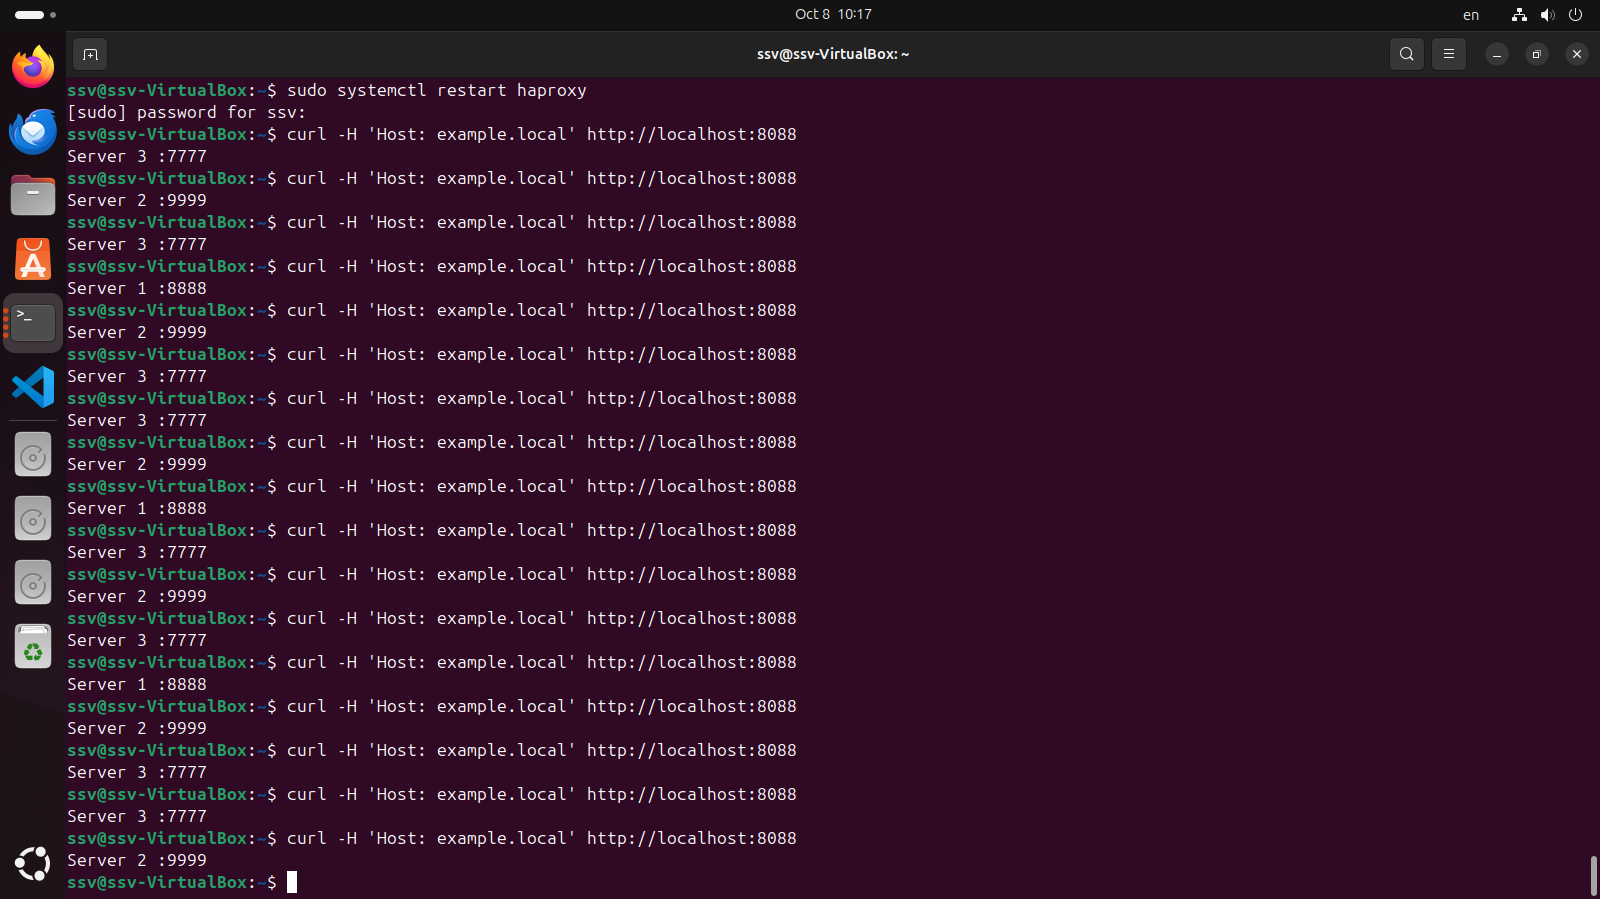 Oct 8 10:17
en
ssv@ssv-VirtualBox: ~
ssv@ssv-VirtualBox:~$ sudo systemctl restart haproxy
[sudo] password for ssv:
ssv@ssv-VirtualBox:~$ curl -H 'Host: example.local' http://localhost:8088
Server 3 :7777
ssv@ssv-VirtualBox:~$ curl -H 'Host: example.local' http://localhost:8088
Server 2 :9999
ssv@ssv-VirtualBox:~$ curl -H 'Host: example.local' http://localhost:8088
Server 3 :7777
ssv@ssv-VirtualBox:~$ curl -H 'Host: example.local' http://localhost:8088
Server 1 :8888
ssv@ssv-VirtualBox:~$ curl -H 'Host: example.local' http://localhost:8088
Server 2 :9999
ssv@ssv-VirtualBox:~$ curl -H 'Host: example.local' http://localhost:8088
Server 3 :7777
ssv@ssv-VirtualBox:~$ curl -H 'Host: example.local' http://localhost:8088
Server 3 :7777
ssv@ssv-VirtualBox:~$ curl -H 'Host: example.local' http://localhost:8088
Server 2 :9999
ssv@ssv-VirtualBox:~$ curl -H 'Host: example.local' http://localhost:8088
Server 1 :8888
ssv@ssv-VirtualBox:~$ curl -H 'Host: example.local' http://localhost:8088
Server 3 :7777
ssv@ssv-VirtualBox:~$ curl -H 'Host: example.local' http://localhost:8088
Server 2 :9999
ssv@ssv-VirtualBox:~$ curl -H 'Host: example.local' http://localhost:8088
Server 3 :7777
ssv@ssv-VirtualBox:~$ curl -H 'Host: example.local' http://localhost:8088
Server 1 :8888
ssv@ssv-VirtualBox:~$ curl -H 'Host: example.local' http://localhost:8088
Server 2 :9999
ssv@ssv-VirtualBox:~$ curl -H 'Host: example.local' http://localhost:8088
Server 3 :7777
ssv@ssv-VirtualBox:~$ curl -H 'Host: example.local' http://localhost:8088
Server 3 :7777
ssv@ssv-VirtualBox:~$ curl -H 'Host: example.local' http://localhost:8088
Server 2 :9999
ssv@ssv-VirtualBox:~$